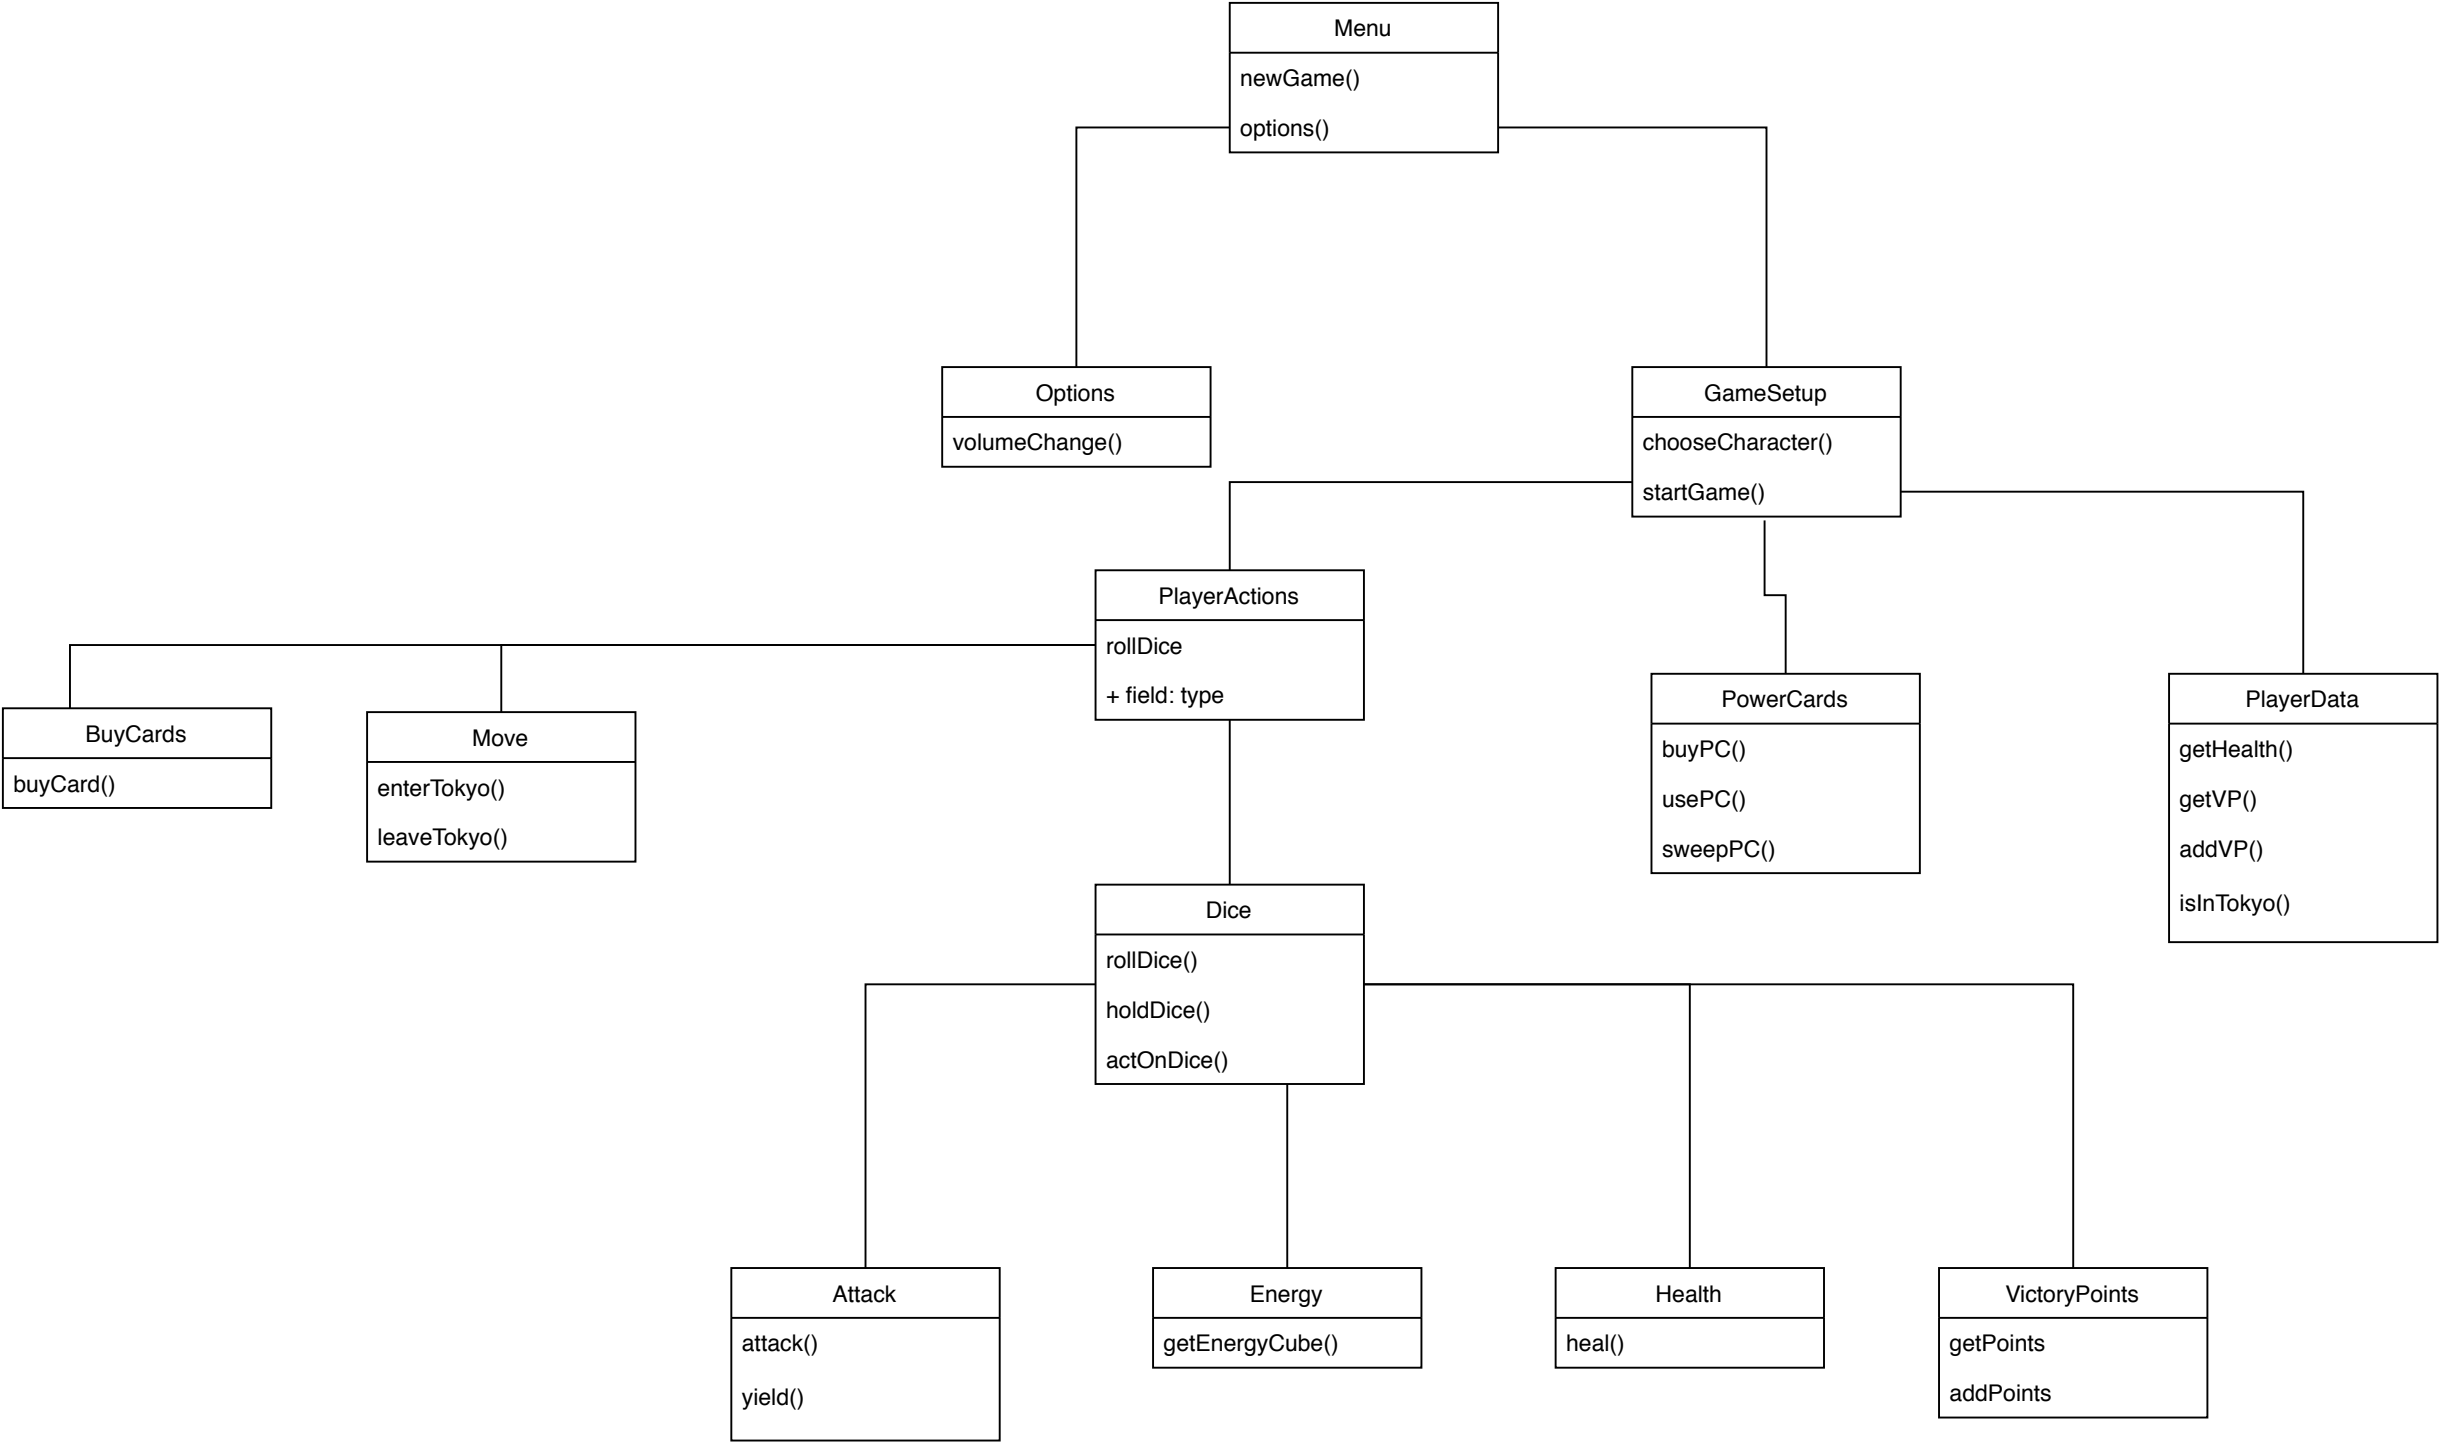 Menu
newGame()
options()
Options
volumeChange()
GameSetup
chooseCharacter()
startGame()
PlayerActions
rollDice
+ field: type
BuyCards
buyCard()
Move
enterTokyo()
leaveTokyo()
PowerCards
buyPC()
usePC()
sweepPC()
PlayerData
getHealth()
getVP()
addVP()
isInTokyo()
Dice
rollDice()
holdDice()
actOnDice()
Attack
attack()
yield()
Energy
getEnergyCube()
Health
heal()
VictoryPoints
getPoints
addPoints